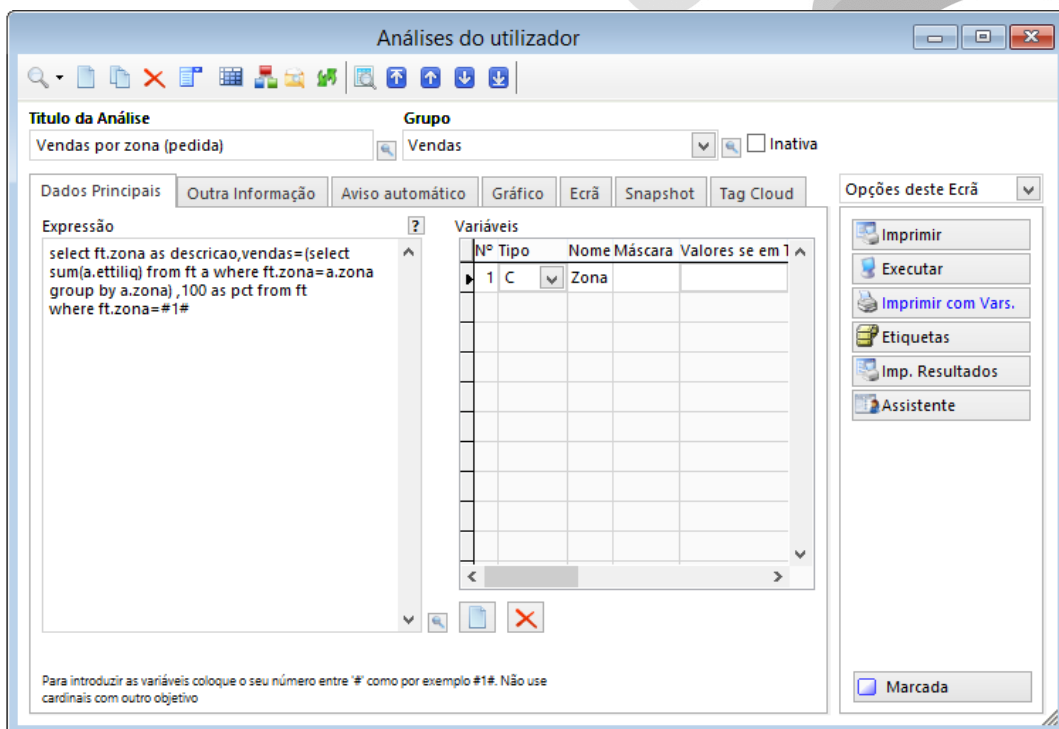 Análises do utilizador
Titulo da Análise
Grupo
Vendas por zona (pedida)
Vendas
Inativa
Dados Principais
Outra Informação
Aviso automático
Gráfico
Ecrã
Snapshot
Tag Cloud
Opções deste Ecrã
Expressão
?
Variáveis
select ft.zona as descricao,vendas=(select
sum(a.ettiliq) from ft a where ft.zona=a.zona
group by a.zona) ,100 as pct from ft
where ft.zona=#1#
Nº Tipo Nome Máscara Valores se em T
1 C Zona
Imprimir
Executar
Imprimir com Vars.
Etiquetas
Imp. Resultados
Assistente
Para introduzir as variáveis coloque o seu número entre '#' como por exemplo #1#. Não use
cardinais com outro objetivo
Marcada